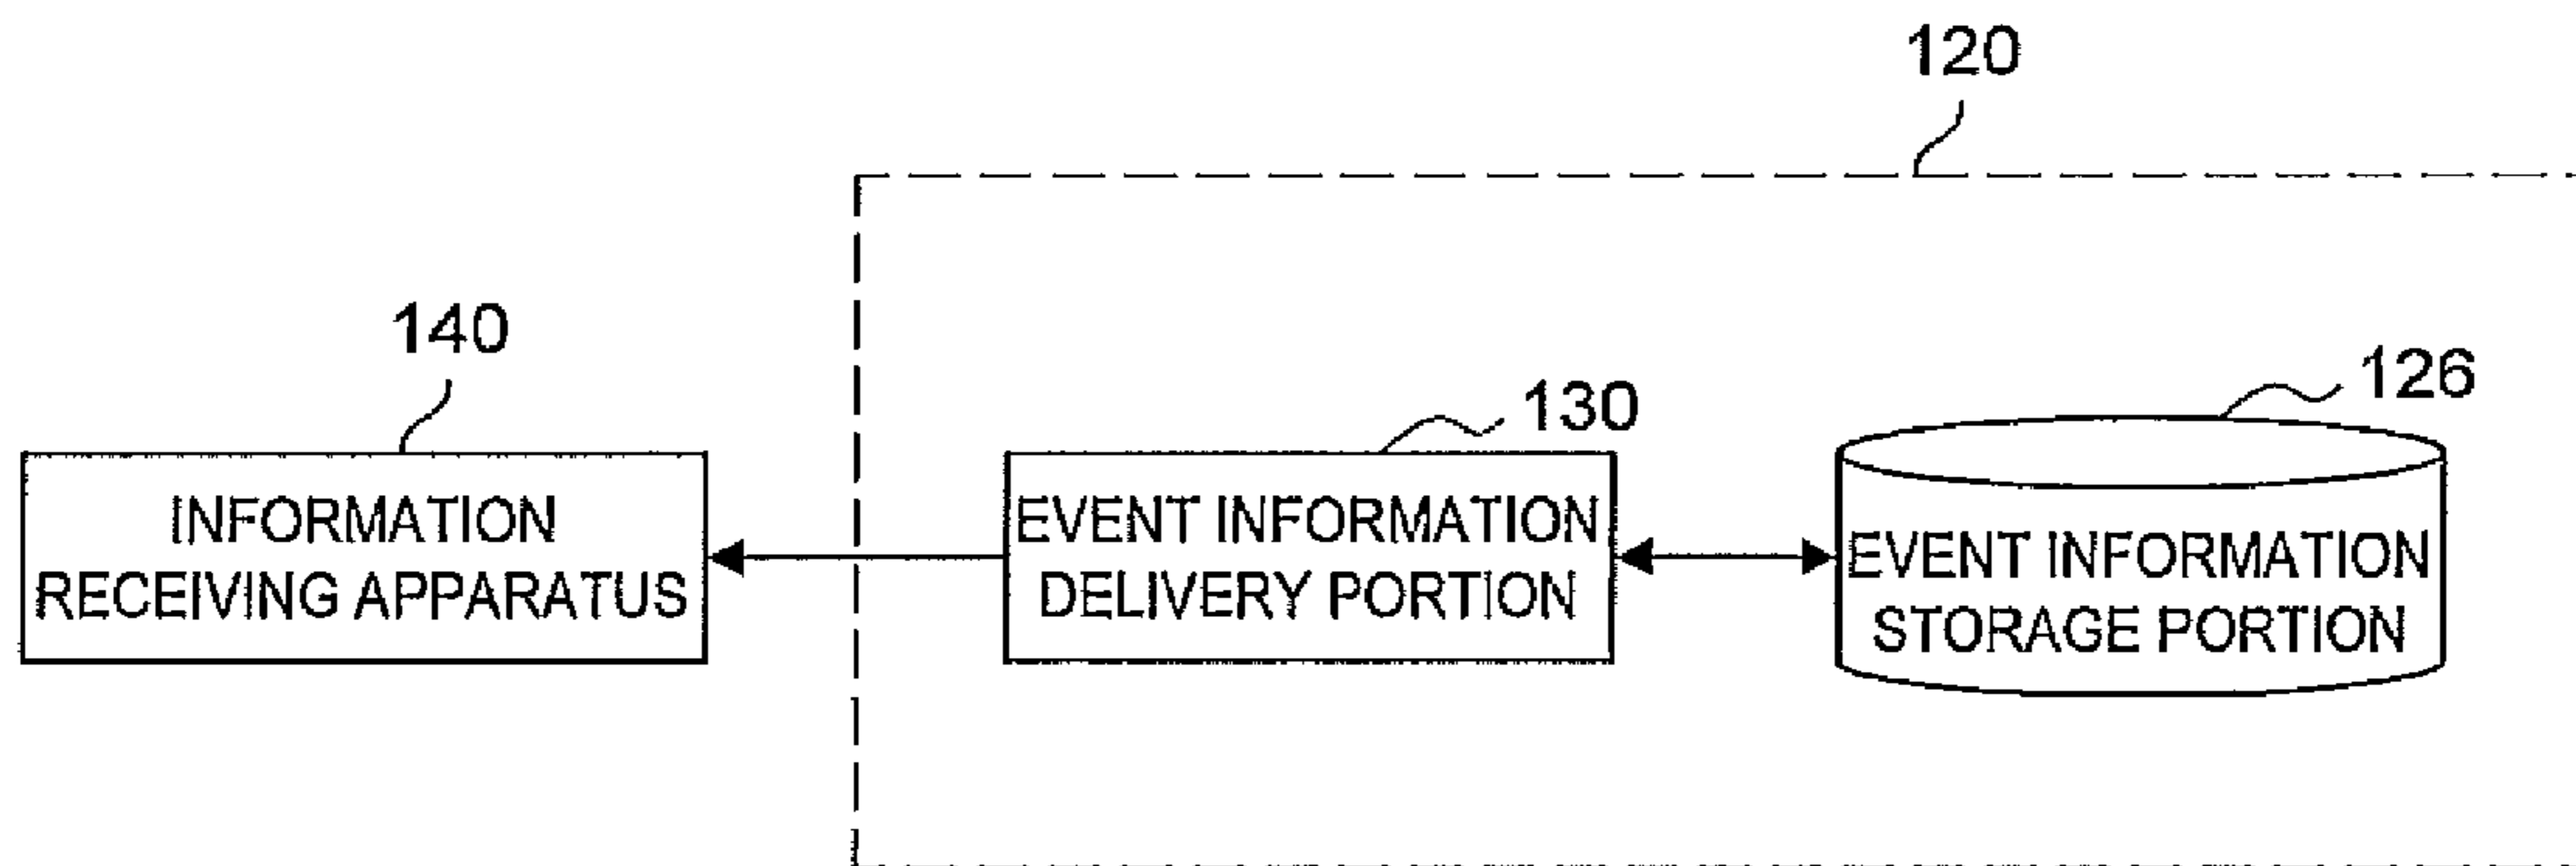 120
140
130
126
INFORMATION
RECEIVING APPARATUS
EVENT INFORMATION
DELIVERY PORTION
EVENT INFORMATION
STORAGE PORTION